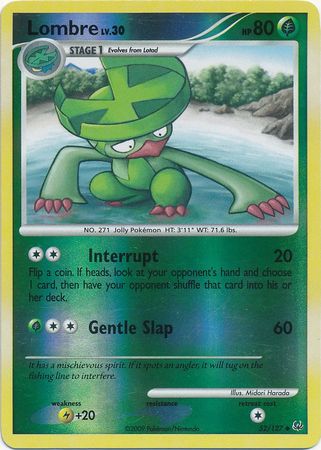 Lombre LV.30
HP 80
STAGE 1 Evolves from Lotad
NO. 271 Jolly Pokémon HT: 3'11" WT: 71.6 lbs.
Interrupt 20
Flip a coin. If heads, look at your opponent's hand and choose
1 card, then have your opponent shuffle that card into his or
her deck.
Gentle Slap 60
It has a mischievous spirit. If it spots an angler, it will tug on the
fishing line to interfere.
Illus. Midori Harada
weakness resistance retreat cost
+20
©2009 Pokémon/Nintendo
52/127